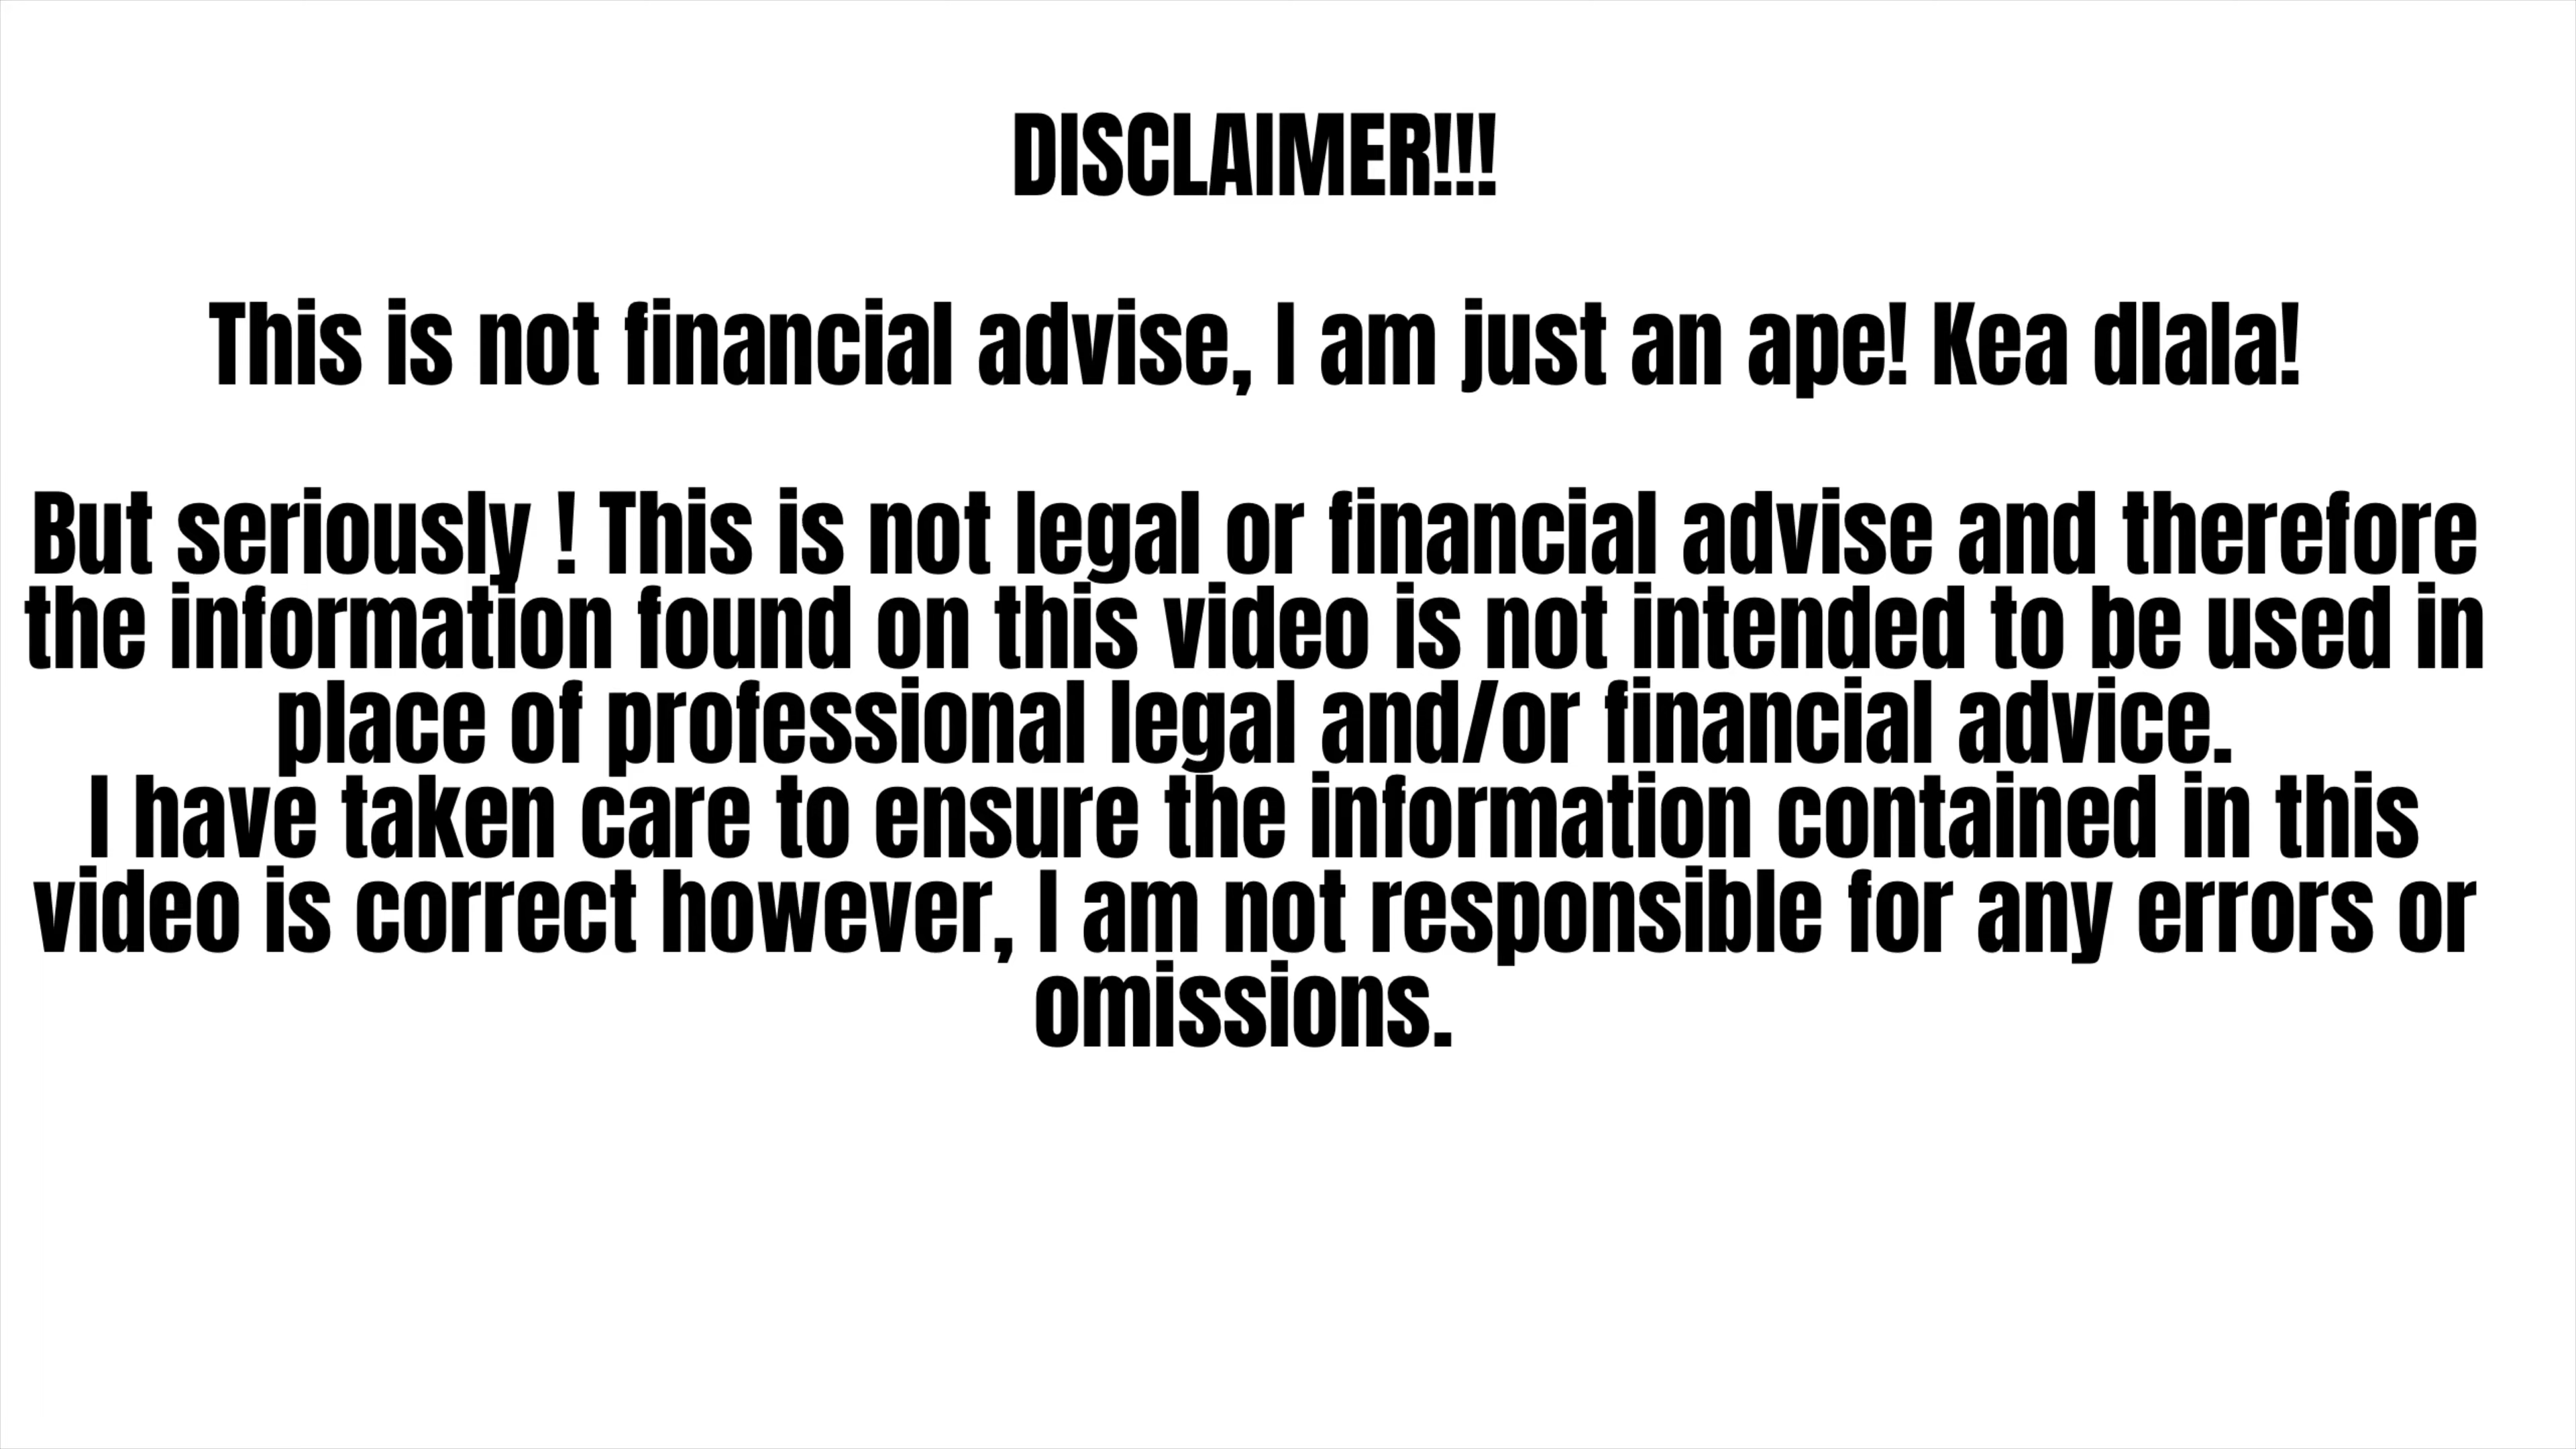 DISCLAIMER!!!
This is not financial advise, I am just an ape! Kea dlala!
But seriously ! This is not legal or financial advise and therefore
the information found on this video is not intended to be used in
place of professional legal and/or financial advice.
I have taken care to ensure the information contained in this
video is correct however, I am not responsible for any errors or
omissions.